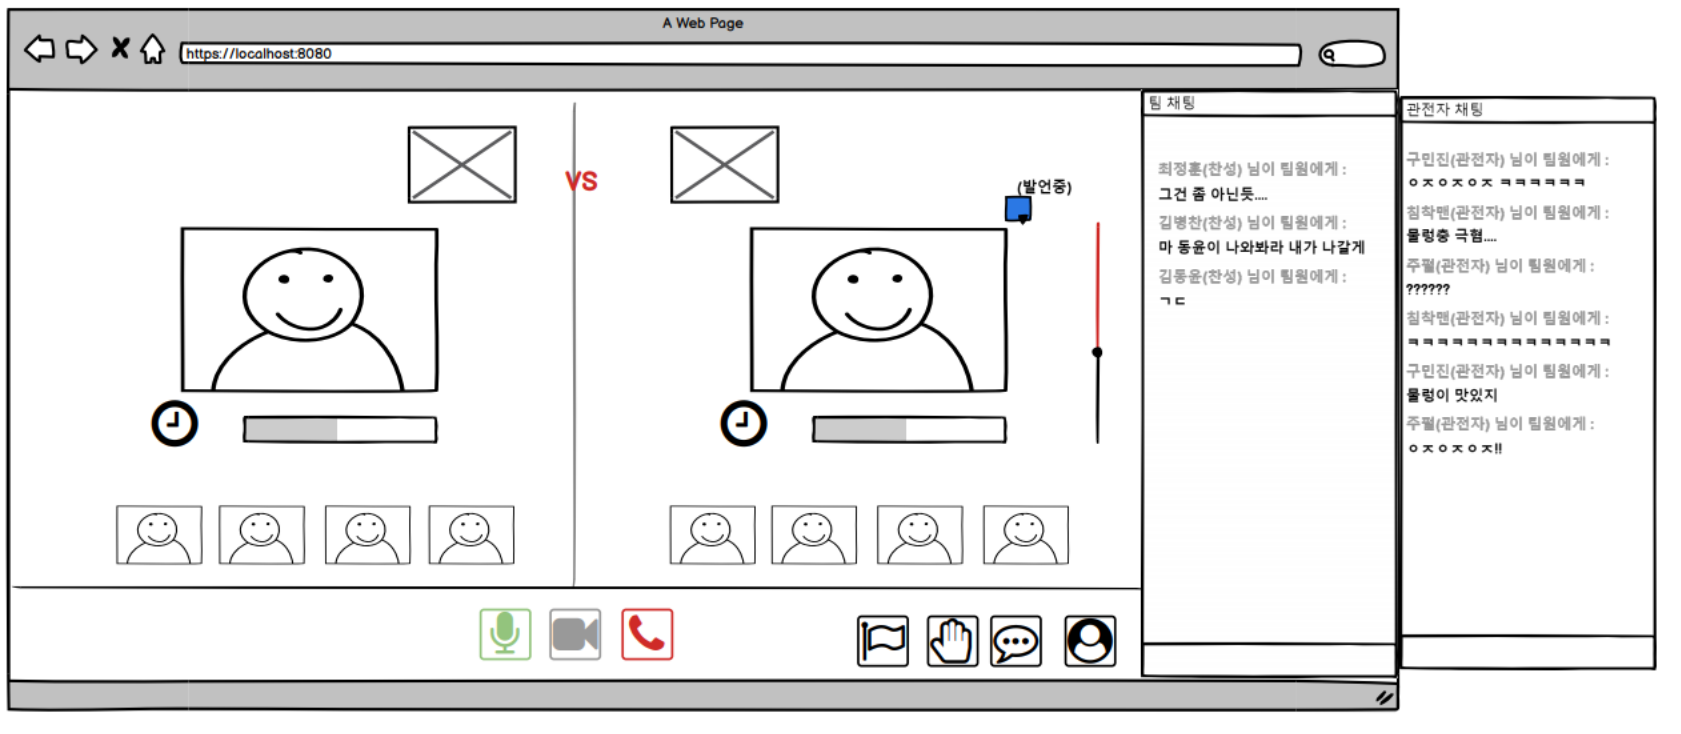 A Web Page
https://localhost:8080
VS
(발언중)
팀 채팅
최정훈(찬성) 님이 팀원에게 :
그건 좀 아닌듯....
김병찬(찬성) 님이 팀원에게 :
마 동윤이 나와봐라 내가 나갈게
김동윤(찬성) 님이 팀원에게 :
ㄱㄷ
관전자 채팅
구민진(관전자) 님이 팀원에게 :
ㅇㅈㅇㅈㅇㅈ ㅋㅋㅋㅋㅋㅋ
침착맨(관전자) 님이 팀원에게 :
물렁충 극혐....
주펄(관전자) 님이 팀원에게 :
??????
침착맨(관전자) 님이 팀원에게 :
ㅋㅋㅋㅋㅋㅋㅋㅋㅋㅋㅋㅋㅋㅋ
구민진(관전자) 님이 팀원에게 :
물렁이 맛있지
주펄(관전자) 님이 팀원에게 :
ㅇㅈㅇㅈㅇㅈ!!